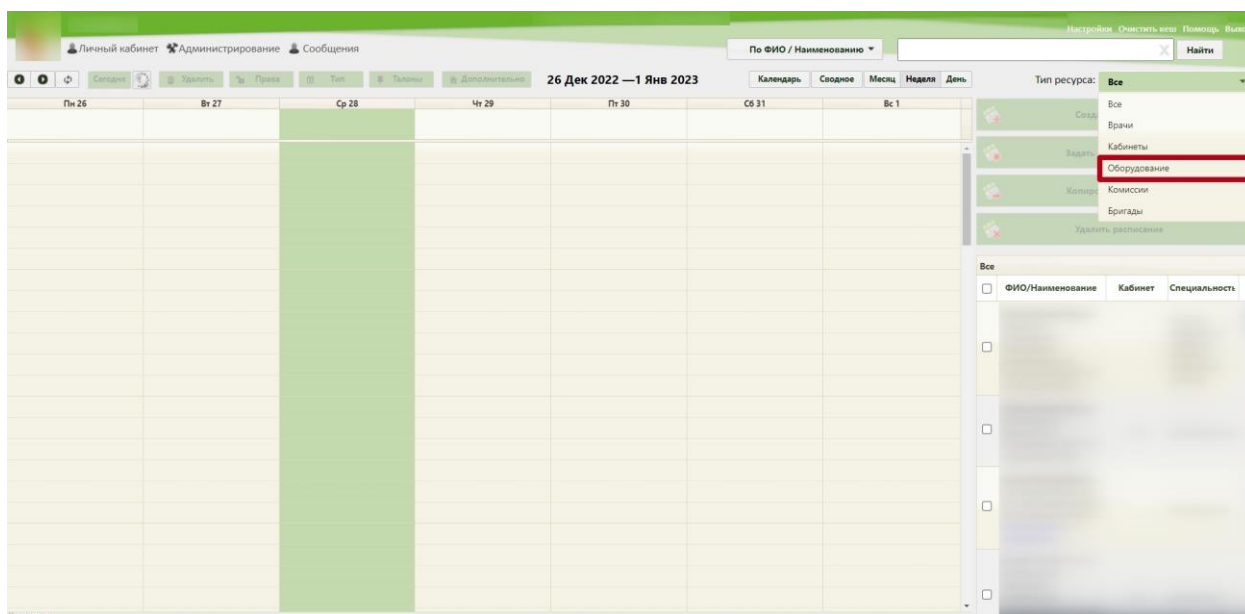 Настройки Очистить кеш Помощь
Личный кабинет Администрирование Сообщения
По ФИО / Наименованию X Найти
Сегодня Удалить Права Тип Талоны Дополнительно 26 Дек 2022 —1 Янв 2023 Календарь Сводное Месяц Неделя День Тип ресурса: Все
Пн 26 Вт 27 Ср 28 Чт 29 Пт 30 Сб 31 Вс 1
Все
Врачи
Кабинеты
Оборудование
Комиссии
Бригады
Задать
Удалить расписание
Все
ФИО/Наименование Кабинет Специальность